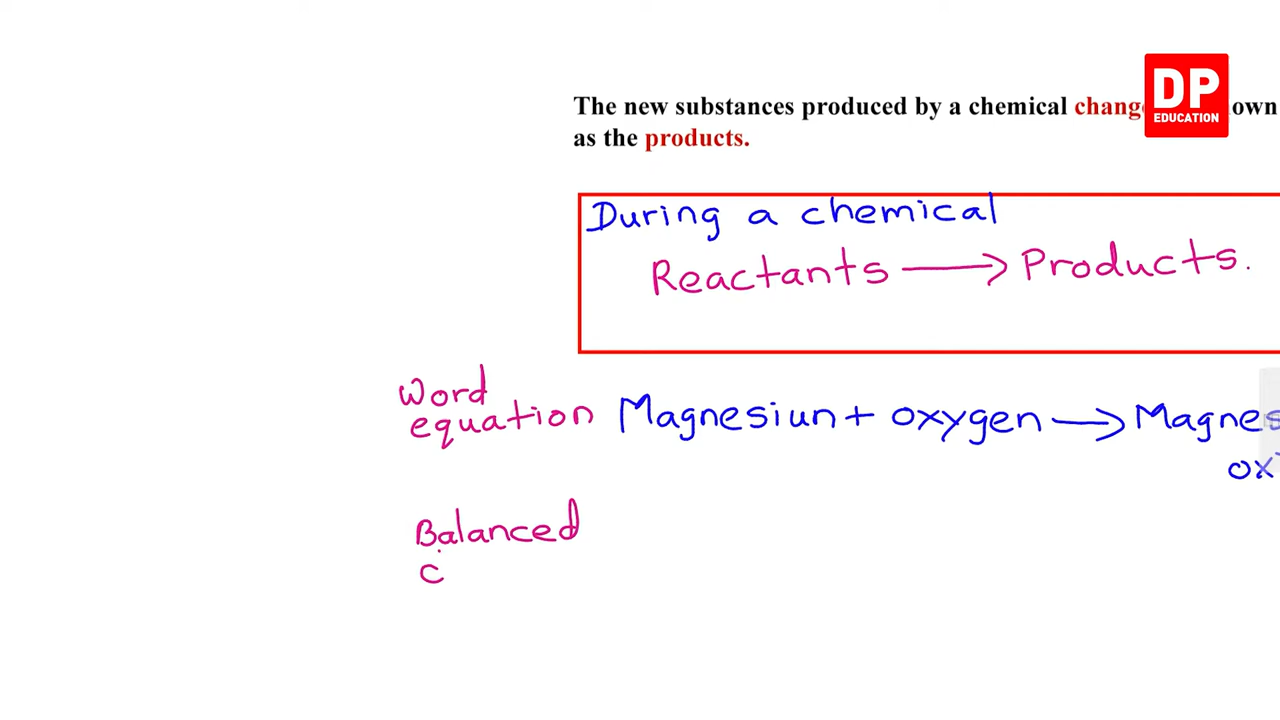 DP
EDUCATION
The new substances produced by a chemical change own
as the products.
During a chemical
Reactants → Products.
Word
equation Magnesiun + oxygen → Magnes
ox
Balanced
c